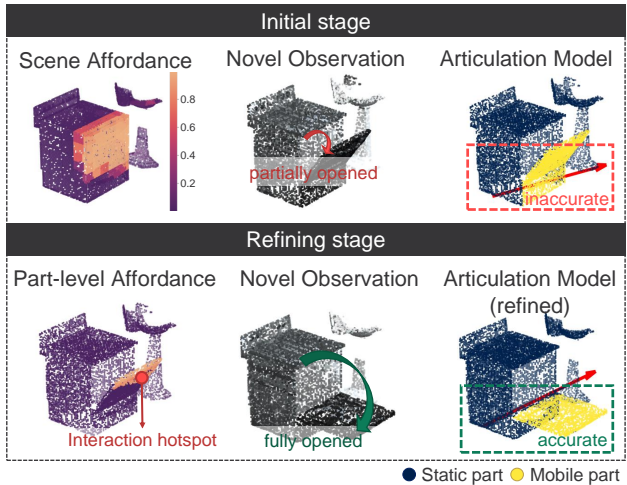 Initial stage
Scene Affordance
Novel Observation
Articulation Model
0.8
0.6
0.4
0.2
partially opened
inaccurate
Refining stage
Part-level Affordance
Novel Observation
Articulation Model
(refined)
Interaction hotspot
fully opened
accurate
Static part
Mobile part